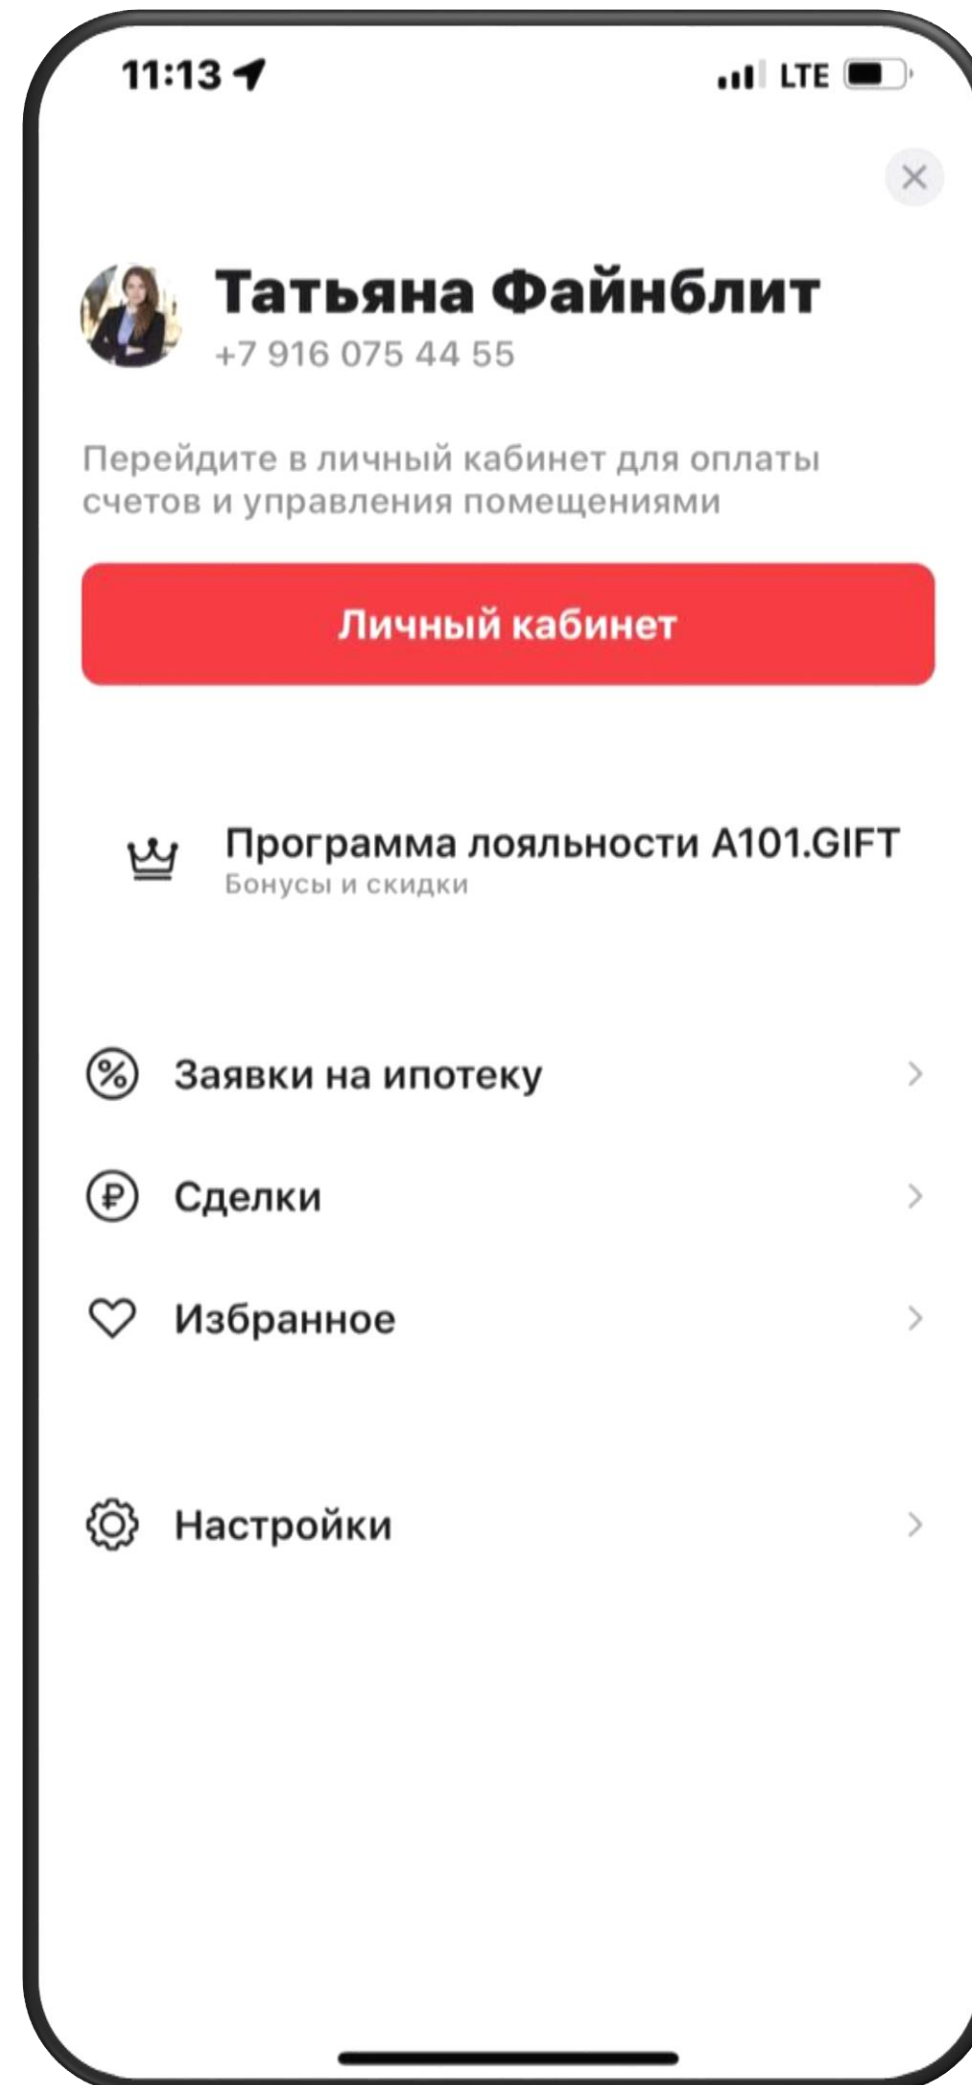 11:13
LTE
Татьяна Файнблит
+7 916 075 44 55
Перейдите в личный кабинет для оплаты
счетов и управления помещениями
Личный кабинет
Программа лояльности A101.GIFT
Бонусы и скидки
Заявки на ипотеку
Сделки
Избранное
Настройки